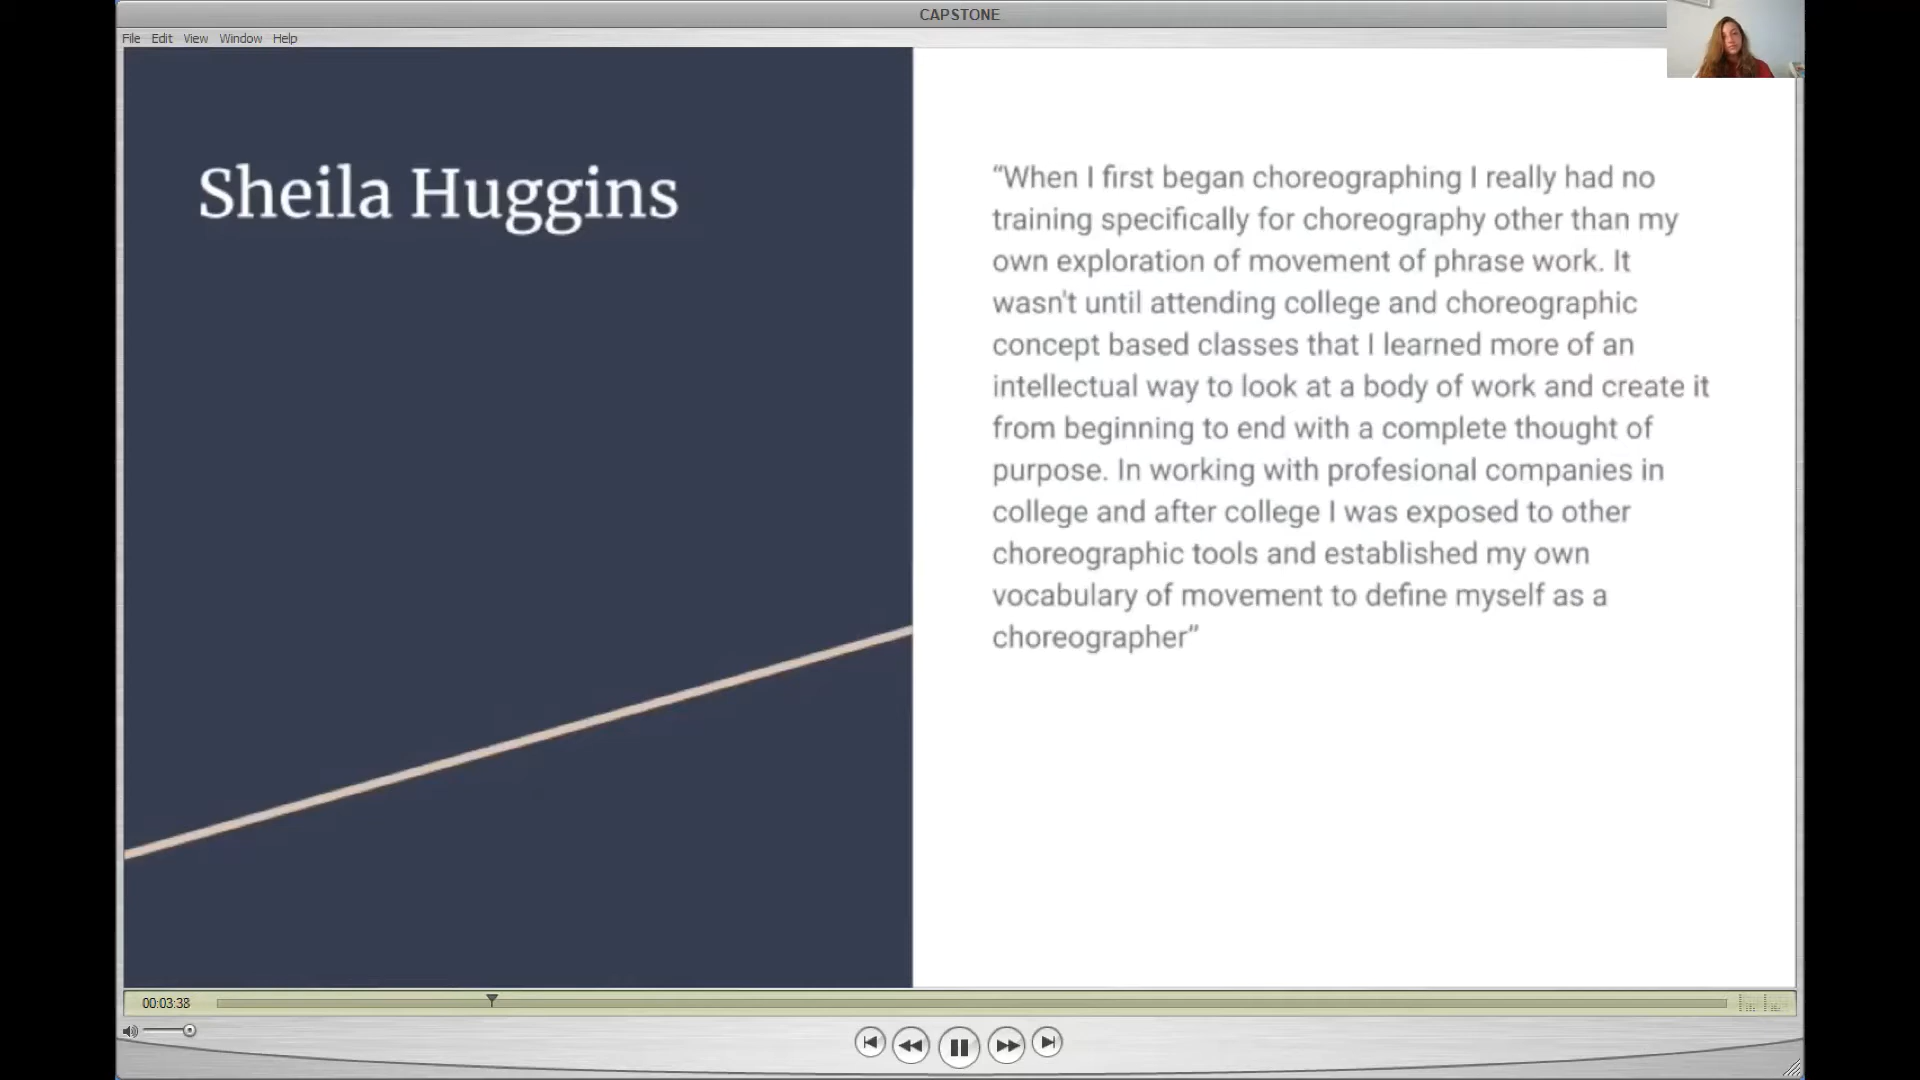 CAPSTONE
File Edit View Window Help
Sheila Huggins
“When I first began choreographing I really had no
training specifically for choreography other than my
own exploration of movement of phrase work. It
wasn't until attending college and choreographic
concept based classes that I learned more of an
intellectual way to look at a body of work and create it
from beginning to end with a complete thought of
purpose. In working with profesional companies in
college and after college I was exposed to other
choreographic tools and established my own
vocabulary of movement to define myself as a
choreographer”
00:03:38